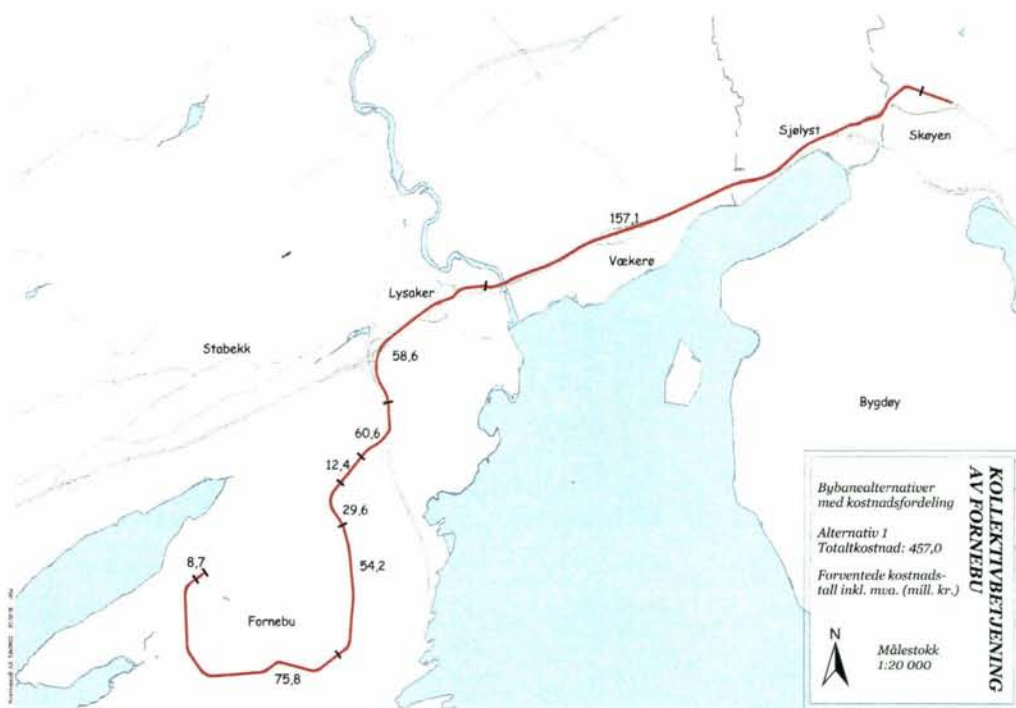 Sjølyst
Skøyen
157,1
Vækerø
Lysaker
Stabekk
58,6
Bygdøy
60,6
12,4
29,6
54,2
8,7
Fornebu
75,8
KOLLEKTIVBETJENING
AV FORNEBU
Bybanealternativer
med kostnadsfordeling
Alternativ 1
Totaltkostnad: 457,0
Forventede kostnads-
tall inkl. mva. (mill. kr.)
N
Målestokk
1:20 000